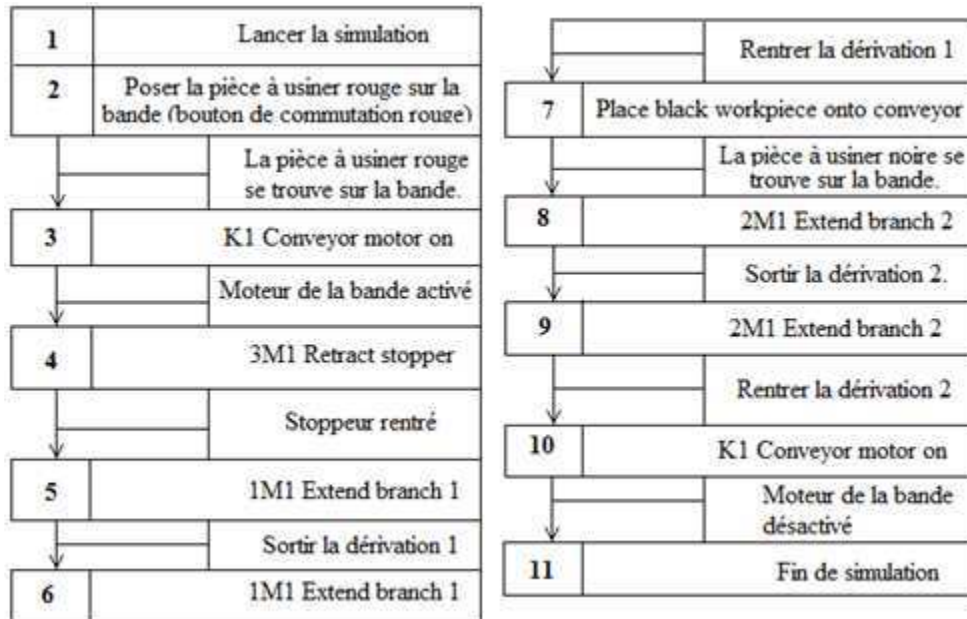 1 Lancer la simulation
2 Poser la pièce à usiner rouge sur la
bande (bouton de commutation rouge)
La pièce à usiner rouge
se trouve sur la bande.
3 K1 Conveyor motor on
Moteur de la bande activé
4 3M1 Retract stopper
Stoppeur rentré
5 1M1 Extend branch 1
Sortir la dérivation 1
6 1M1 Extend branch 1
Rentrer la dérivation 1
7 Place black workpiece onto conveyor
La pièce à usiner noire se
trouve sur la bande.
8 2M1 Extend branch 2
Sortir la dérivation 2.
9 2M1 Extend branch 2
Rentrer la dérivation 2
10 K1 Conveyor motor on
Moteur de la bande
désactivé
11 Fin de simulation